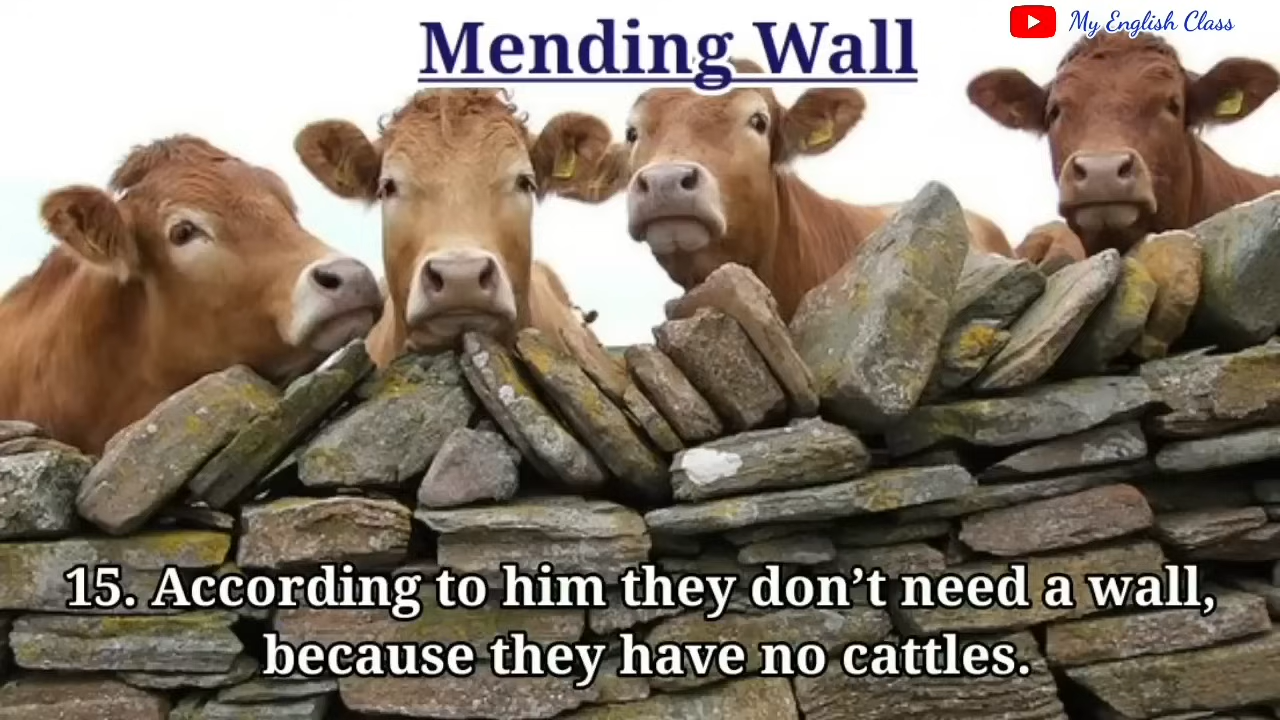 My English Class
Mending Wall
15. According to him they don’t need a wall,
because they have no cattles.